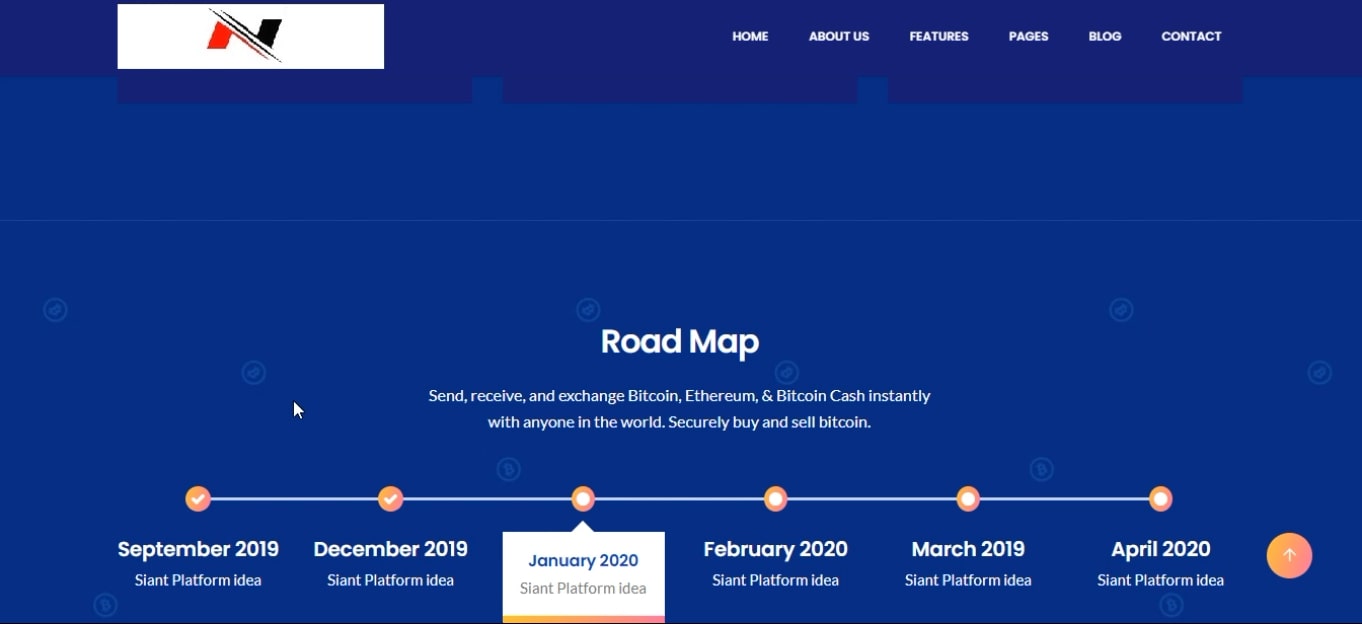 HOME ABOUT US FEATURES PAGES BLOG CONTACT
Road Map
Send, receive, and exchange Bitcoin, Ethereum, & Bitcoin Cash instantly
with anyone in the world. Securely buy and sell bitcoin.
September 2019
Siant Platform idea
December 2019
Siant Platform idea
January 2020
Siant Platform idea
February 2020
Siant Platform idea
March 2019
Siant Platform idea
April 2020
Siant Platform idea